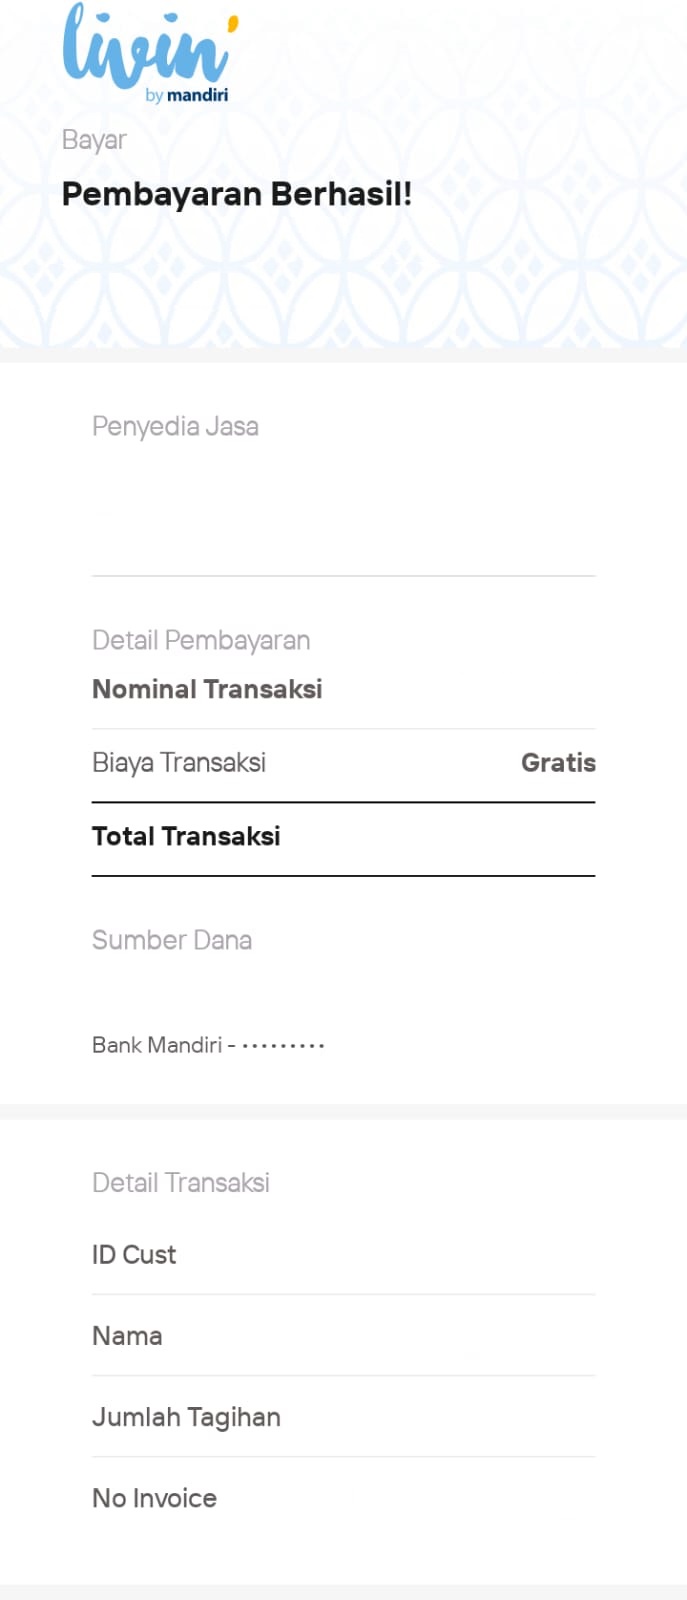 livin'
by mandiri
Bayar
Pembayaran Berhasil!
Penyedia Jasa
Detail Pembayaran
Nominal Transaksi
Biaya Transaksi Gratis
Total Transaksi
Sumber Dana
Bank Mandiri - •••••••••
Detail Transaksi
ID Cust
Nama
Jumlah Tagihan
No Invoice